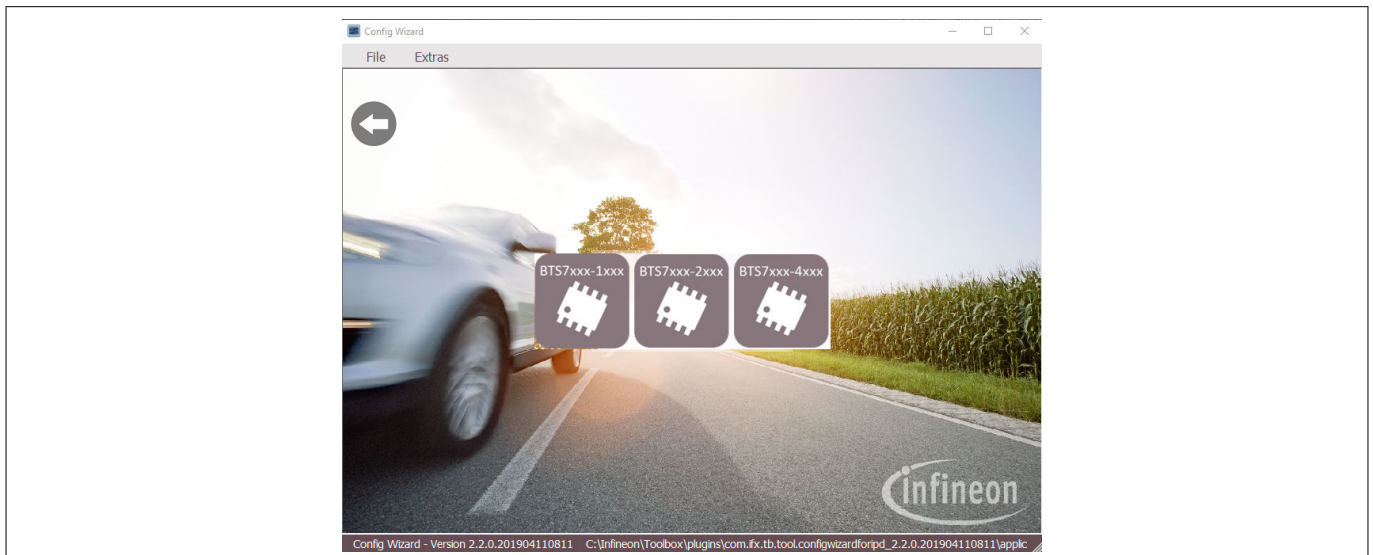 Config Wizard
File Extras
BTS7xxx-1xxx BTS7xxx-2xxx BTS7xxx-4xxx
infineon
Config Wizard - Version 2.2.0.201904110811 C:\Infineon\Toolbox\plugins\com.ifx.tb.tool.configwizardforipd_2.2.0.201904110811\applic